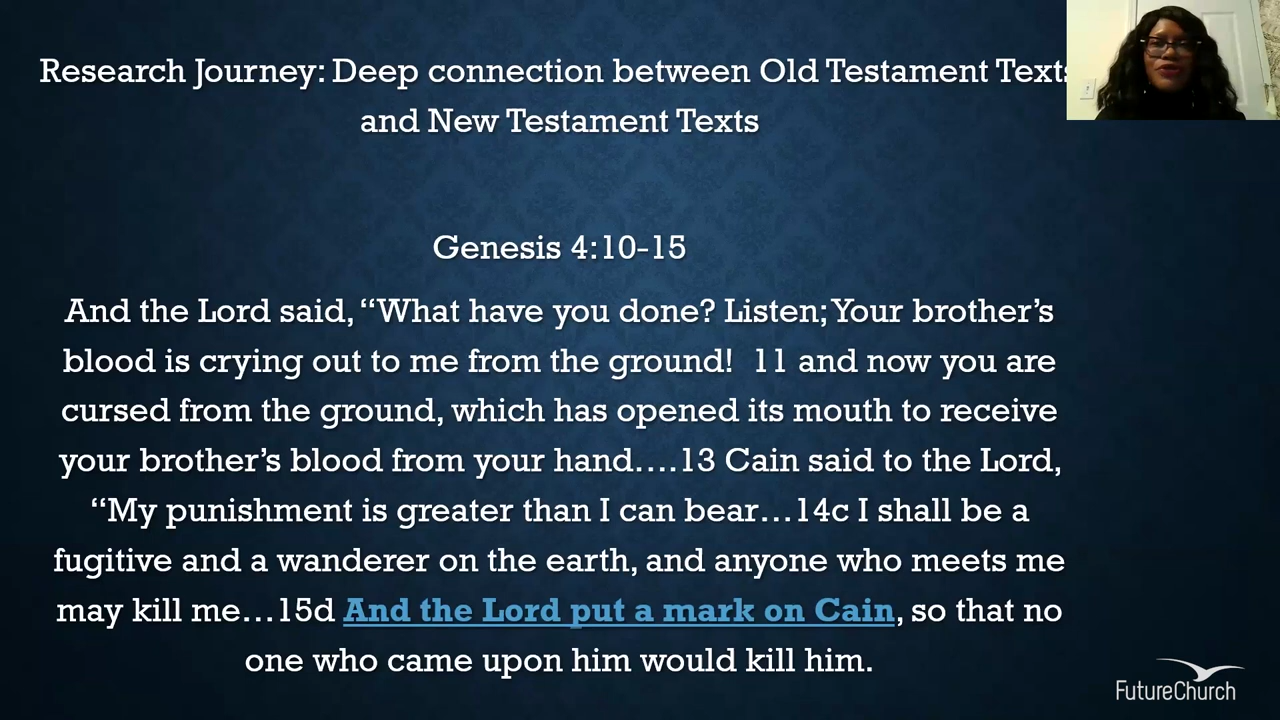 Research Journey: Deep connection between Old Testament Texts
and New Testament Texts
Genesis 4:10-15
And the Lord said, “What have you done? Listen; Your brother’s
blood is crying out to me from the ground!  11 and now you are
cursed from the ground, which has opened its mouth to receive
your brother’s blood from your hand….13 Cain said to the Lord,
“My punishment is greater than I can bear…14c I shall be a
fugitive and a wanderer on the earth, and anyone who meets me
may kill me…15d And the Lord put a mark on Cain, so that no
one who came upon him would kill him.
FutureChurch